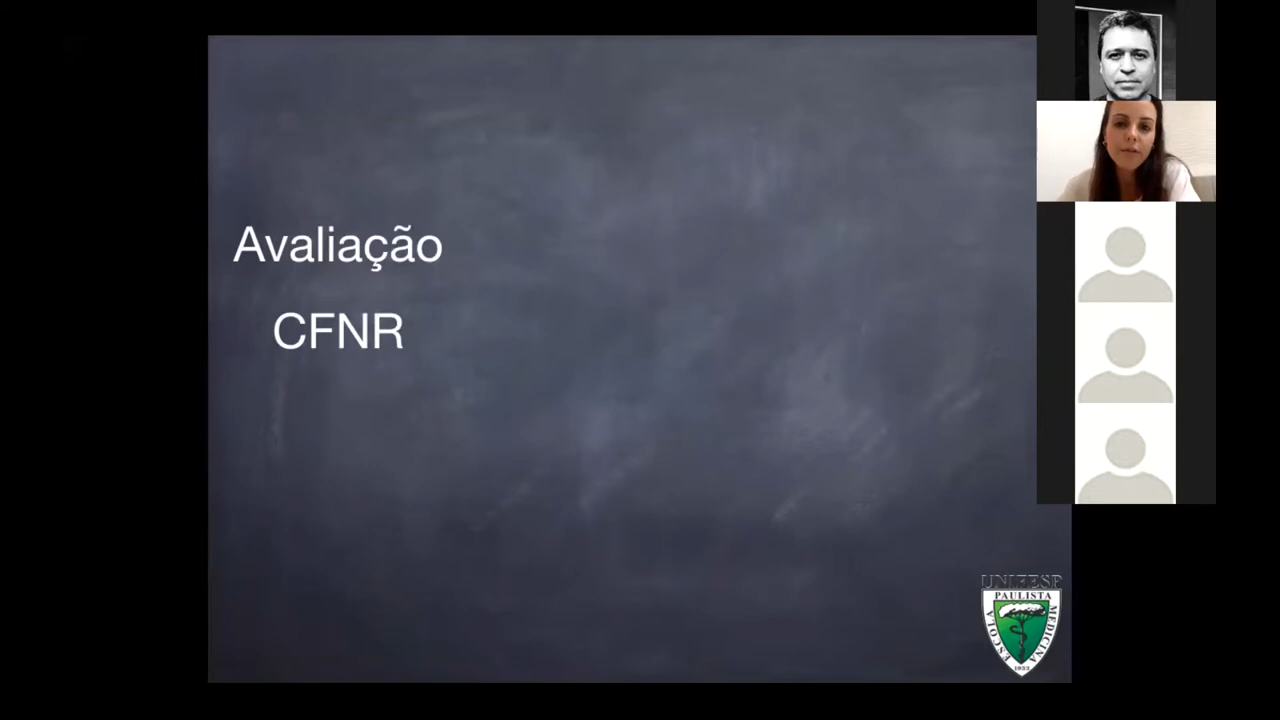 Avaliação
CFNR
UNIFESP
PAULISTA
ESCOLA
MEDICINA
1933